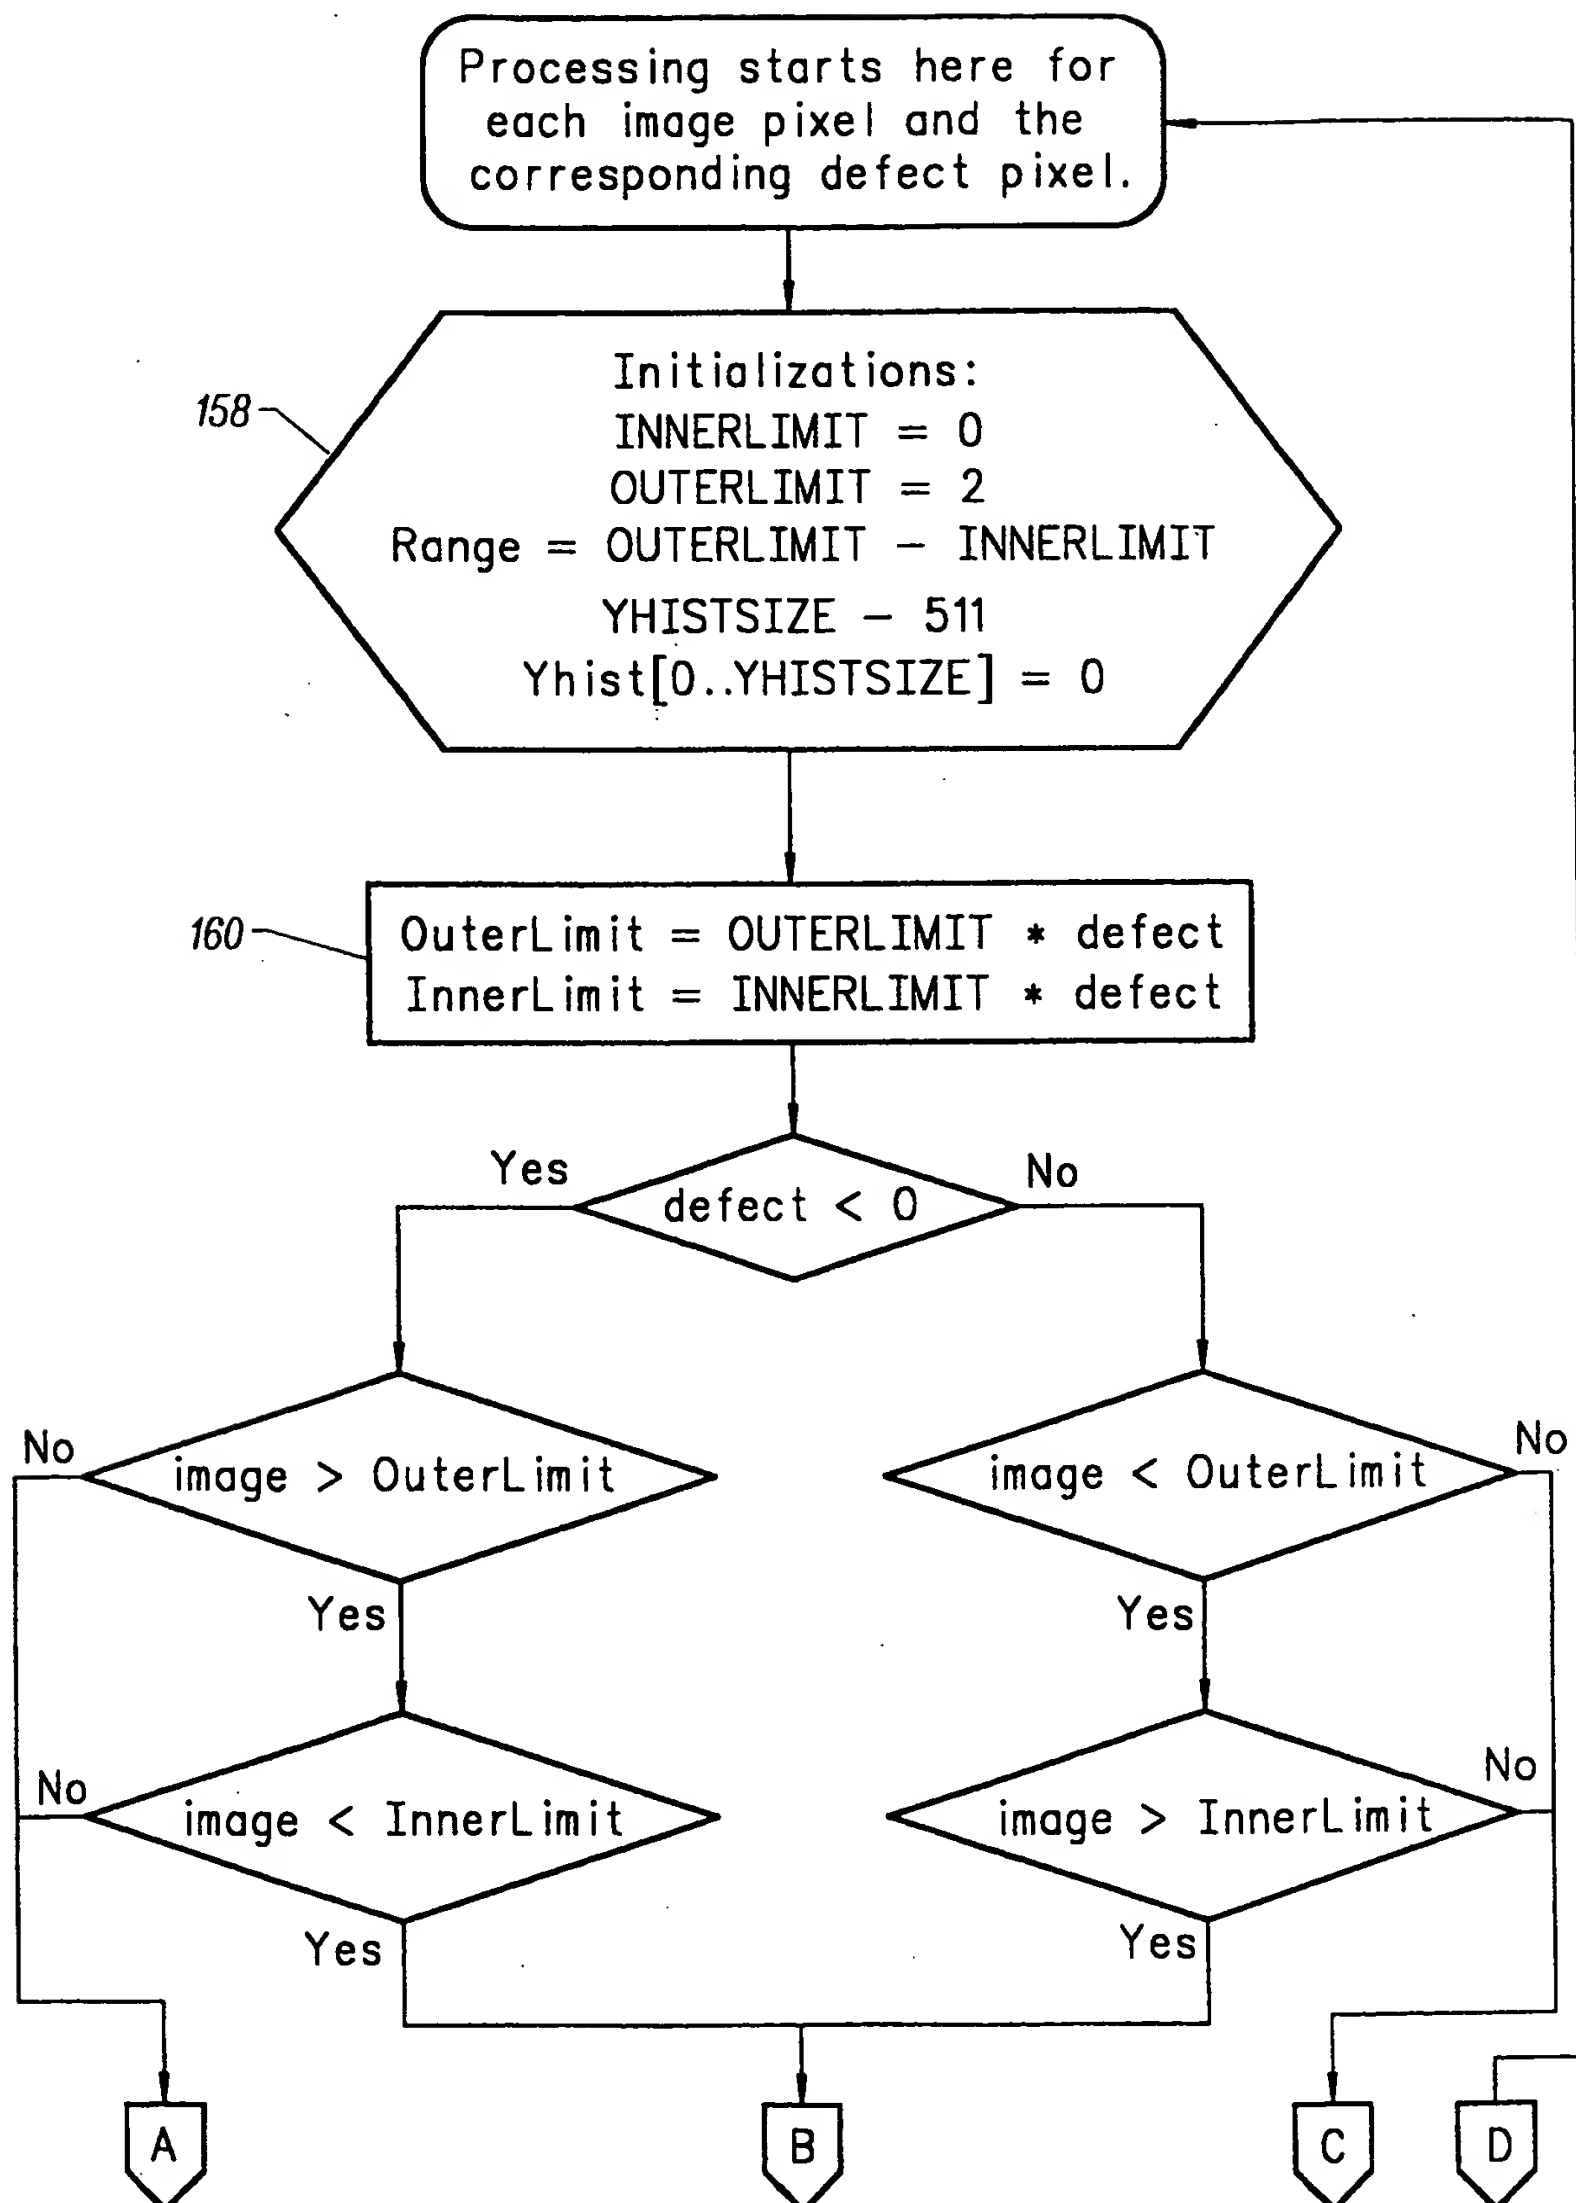 Processing starts here for
each image pixel and the
corresponding defect pixel.
158
Initializations:
INNERLIMIT = 0
OUTERLIMIT = 2
Range = OUTERLIMIT - INNERLIMIT
YHISTSIZE - 511
Yhist[0..YHISTSIZE] = 0
160
OuterLimit = OUTERLIMIT * defect
InnerLimit = INNERLIMIT * defect
Yes
No
defect < 0
No
image > OuterLimit
image < OuterLimit
No
Yes
Yes
No
image < InnerLimit
image > InnerLimit
No
Yes
Yes
A
B
C
D